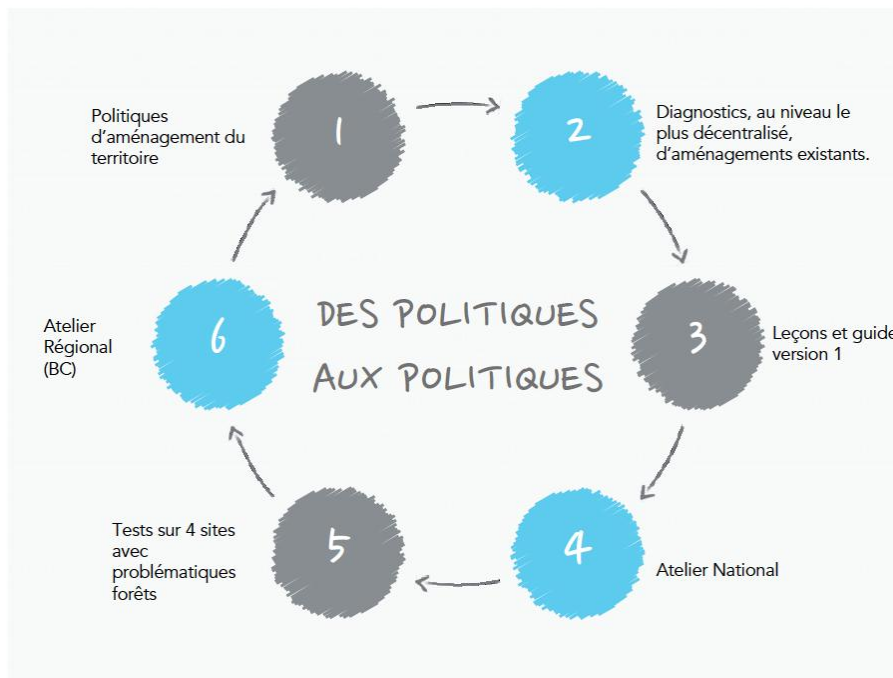 1
Politiques
d'aménagement du
territoire
2
Diagnostics, au niveau le
plus décentralisé,
d'aménagements existants.
3
Leçons et guide
version 1
4
Atelier National
5
Tests sur 4 sites
avec
problématiques
forêts
6
Atelier
Régional
(BC)
DES POLITIQUES
AUX POLITIQUES